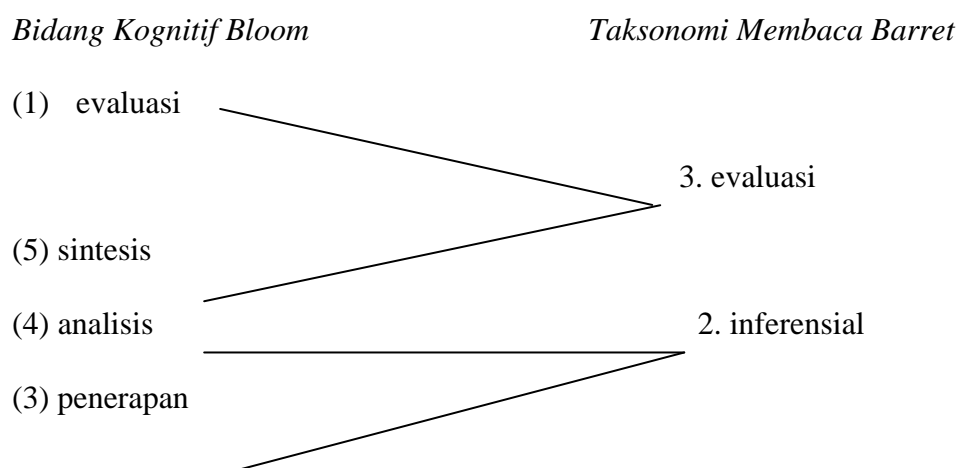 Bidang Kognitif Bloom Taksonomi Membaca Barret
(1) evaluasi
3. evaluasi
(5) sintesis
(4) analisis 2. inferensial
(3) penerapan